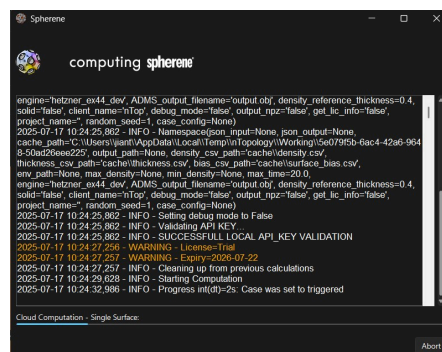 Spherene
computing spherene
engine='hetzner_ex44_dev', ADMS_output_filename='output.obj', density_reference_thickness=0.4,
solid='false', client_name='nTop', debug_mode='false', output_npz='false', get_lic_info='false',
project_name='', random_seed=1, case_config=None)
2025-07-17 10:24:25,862 - INFO - Namespace(json_input=None, json_output=None,
cache_path='C:\\Users\\jiant\\AppData\\Local\\Temp\\nTopology\\Working\\5e079f5b-6ac4-42a6-964
8-50ad26eee225', output_path=None, density_csv_path='cache\\density.csv',
thickness_csv_path='cache\\thickness.csv', bias_csv_path='cache\\surface_bias.csv',
env_path=None, max_density=None, min_density=None, max_time=20.0,
engine='hetzner_ex44_dev', ADMS_output_filename='output.obj', density_reference_thickness=0.4,
solid='false', client_name='nTop', debug_mode='false', output_npz='false', get_lic_info='false',
project_name='', random_seed=1, case_config=None)
2025-07-17 10:24:25,862 - INFO - Setting debug mode to False
2025-07-17 10:24:25,862 - INFO - Validating API KEY...
2025-07-17 10:24:25,862 - INFO - SUCCESSFULL LOCAL API_KEY VALIDATION
2025-07-17 10:24:27,256 - WARNING - License=Trial
2025-07-17 10:24:27,257 - WARNING - Expiry=2026-07-22
2025-07-17 10:24:27,257 - INFO - Cleaning up from previous calculations
2025-07-17 10:24:29,628 - INFO - Starting Computation
2025-07-17 10:24:32,986 - INFO - Progress int(dt)=2s: Case was set to triggered
Cloud Computation - Single Surface:
Abort